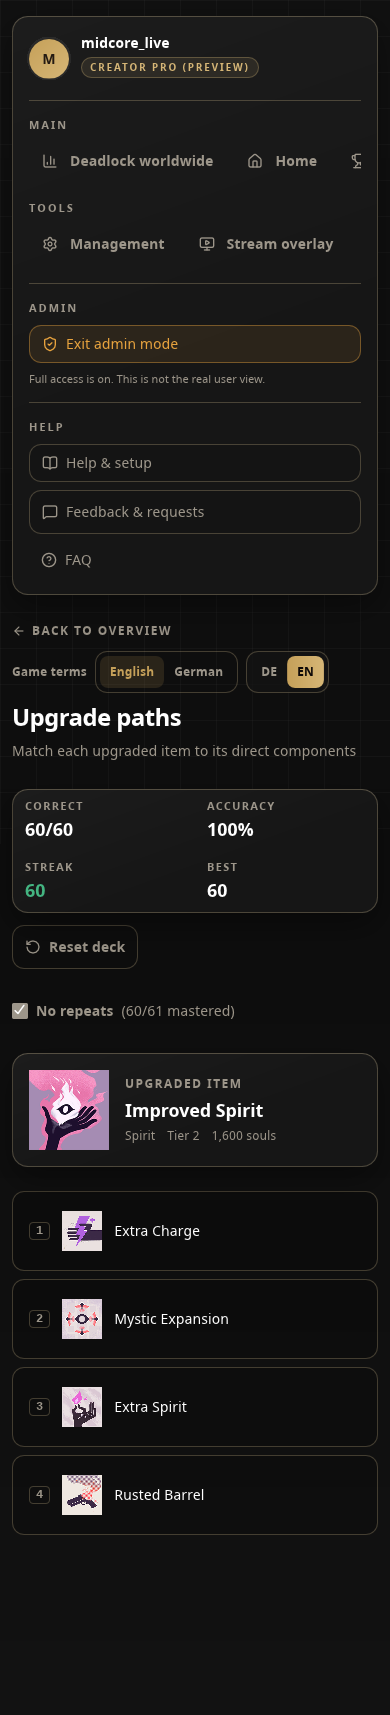 M
midcore_live
CREATOR PRO (PREVIEW)
MAIN
Deadlock worldwide Home
TOOLS
Management Stream overlay
ADMIN
Exit admin mode
Full access is on. This is not the real user view.
HELP
Help & setup
Feedback & requests
FAQ
BACK TO OVERVIEW
Game terms English German DE EN
Upgrade paths
Match each upgraded item to its direct components
CORRECT ACCURACY
60/60 100%
STREAK BEST
60 60
Reset deck
No repeats (60/61 mastered)
UPGRADED ITEM
Improved Spirit
Spirit Tier 2 1,600 souls
1 Extra Charge
2 Mystic Expansion
3 Extra Spirit
4 Rusted Barrel